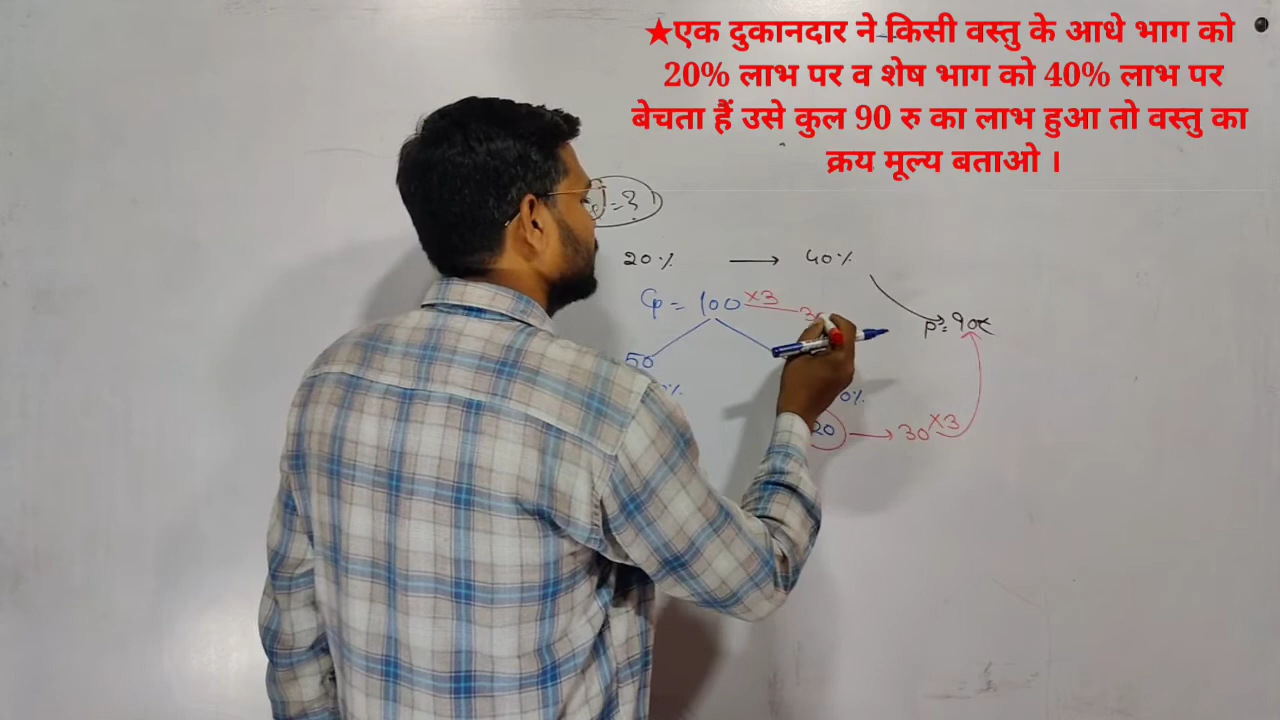 ★एक दुकानदार ने किसी वस्तु के आधे भाग को
20% लाभ पर व शेष भाग को 40% लाभ पर
बेचता हैं उसे कुल 90 रु का लाभ हुआ तो वस्तु का
क्रय मूल्य बताओ ।
= ?
20% → 40%
Cp = 100 ×3
P = 90₹
50
0%
20 → 30 ×3